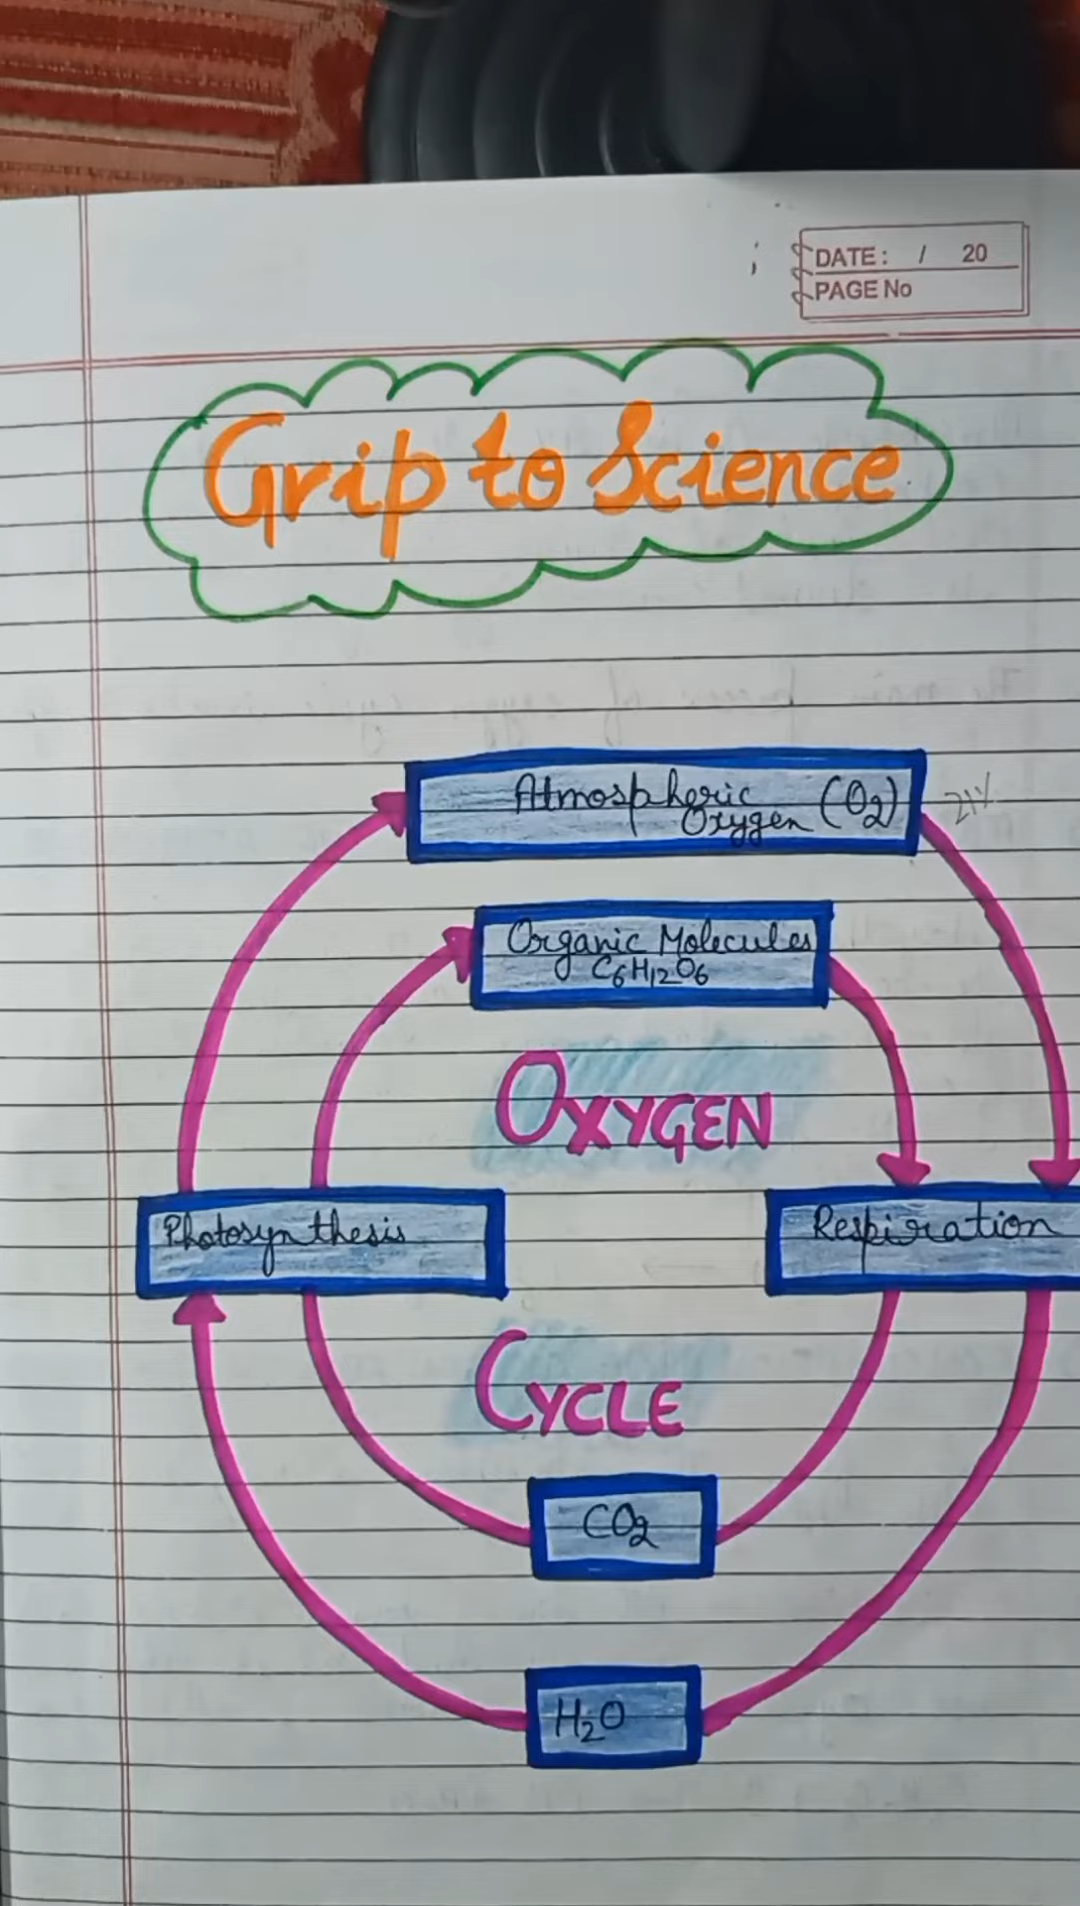 DATE: / 20
PAGE No
Grip to Science
Atmospheric (O2)
Oxygen
21%
Organic Molecules
C6H12O6
OXYGEN
Photosynthesis
Respiration
CYCLE
CO2
H2O